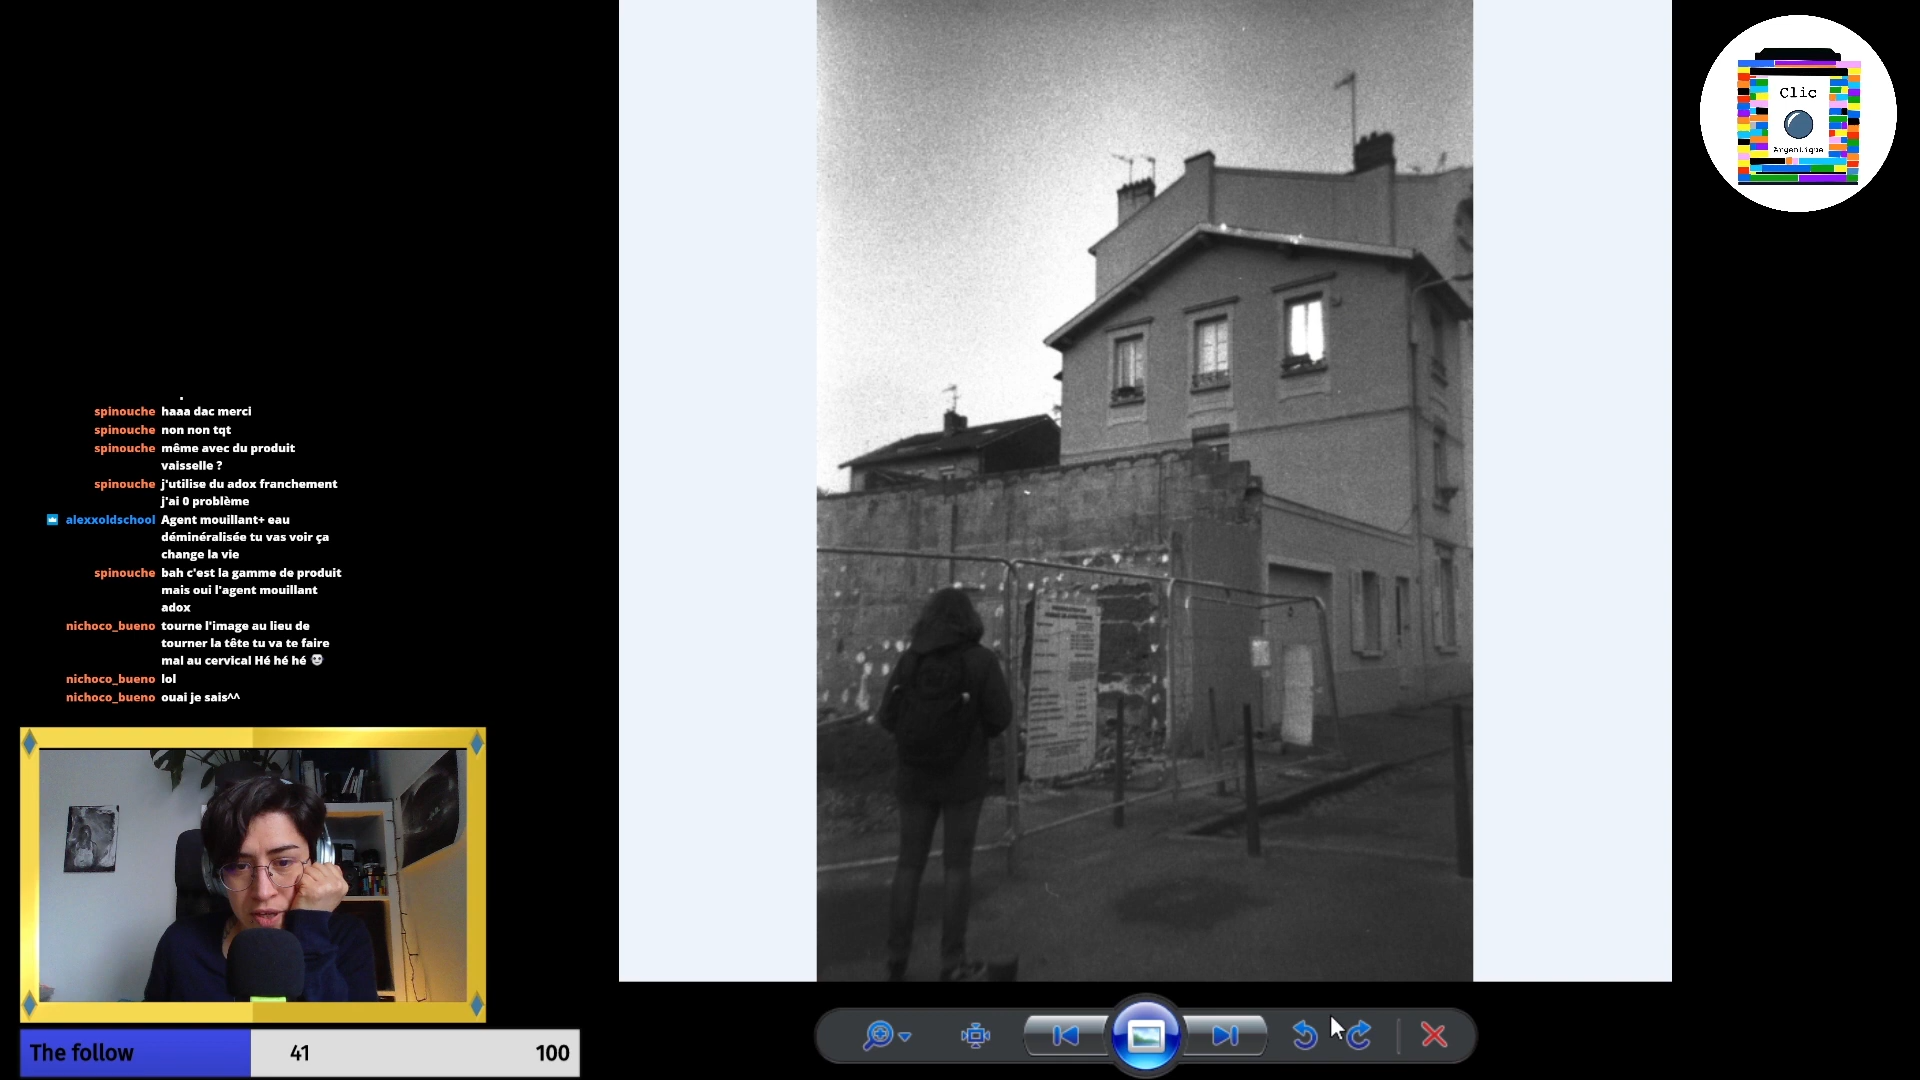 spinouche haaa dac merci
spinouche non non tqt
spinouche même avec du produit
vaisselle ?
spinouche j'utilise du adox franchement
j'ai 0 problème
alexxoldschool Agent mouillant+ eau
déminéralisée tu vas voir ça
change la vie
spinouche bah c'est la gamme de produit
mais oui l'agent mouillant
adox
nichoco_bueno tourne l'image au lieu de
tourner la tête tu va te faire
mal au cervical Hé hé hé
nichoco_bueno lol
nichoco_bueno ouai je sais^^
The follow 41 100
Clic
Argentique